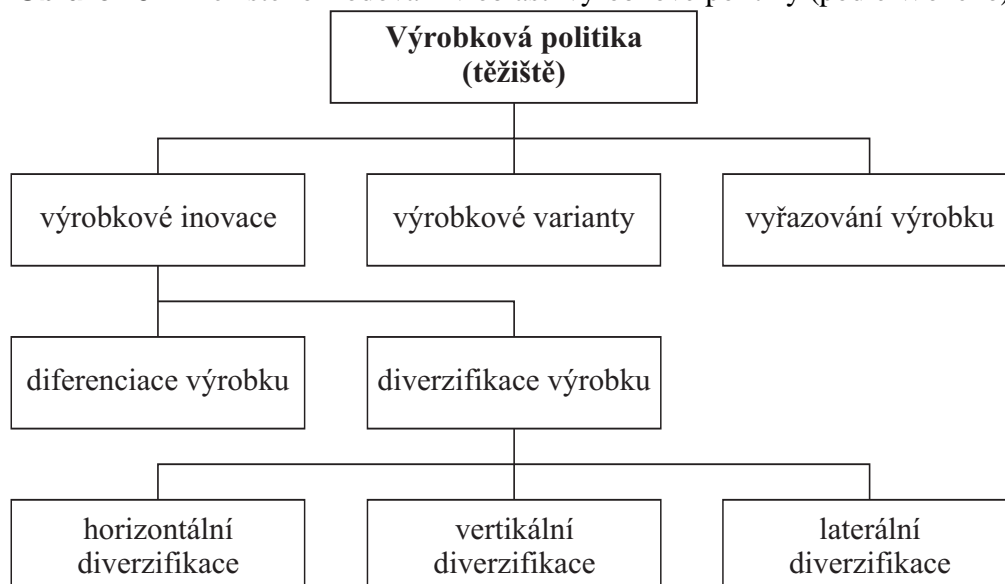 Výrobková politika
(těžiště)
výrobkové inovace
výrobkové varianty
vyřazování výrobku
diferenciace výrobku
diverzifikace výrobku
horizontální
diverzifikace
vertikální
diverzifikace
laterální
diverzifikace